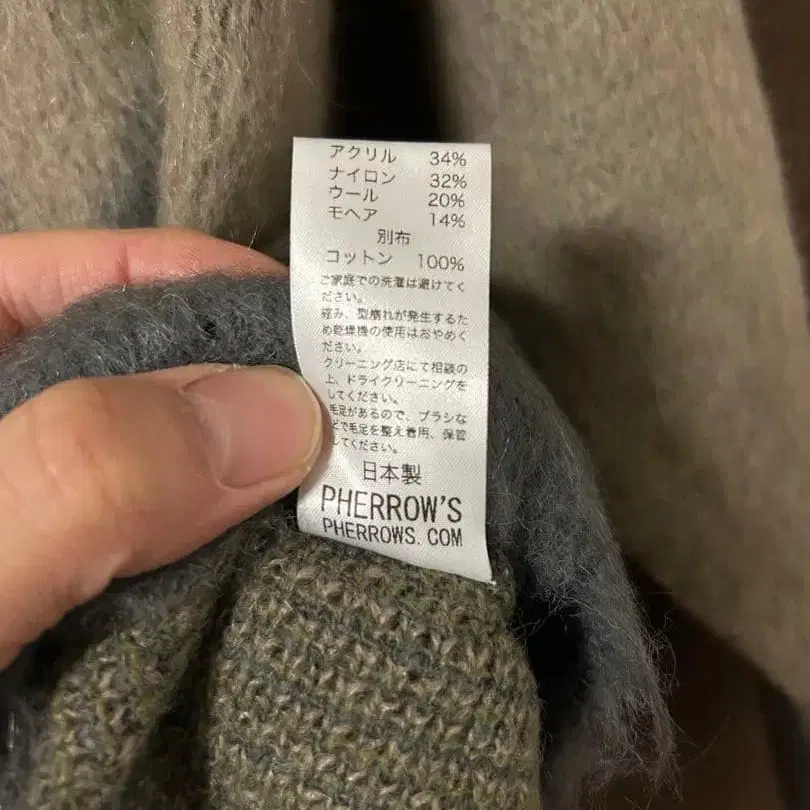 アクリル 34%
ナイロン 32%
ウール 20%
モヘア 14%
別布
コットン 100%
ご家庭での洗濯は避けてく
ださい。
縮み、型崩れが発生するた
め乾燥機の使用はおやめく
ださい。
クリーニング店にて相談の
上、ドライクリーニングを
してください。
毛足があるので、ブラシな
どで毛足を整え着用、保管
してください。
日本製
PHERROW'S
PHERROWS.COM